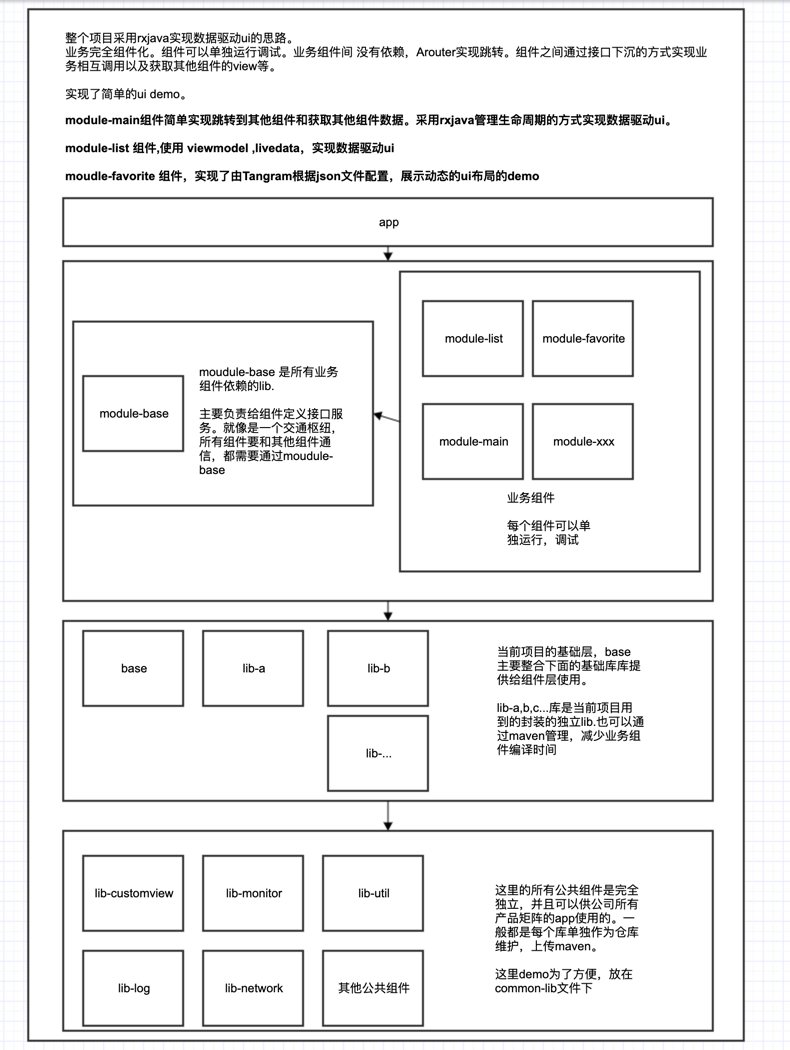 整个项目采用rxjava实现数据驱动ui的思路。
业务完全组件化。组件可以单独运行调试。业务组件间 没有依赖，Arouter实现跳转。组件之间通过接口下沉的方式实现业
务相互调用以及获取其他组件的view等。
实现了简单的ui demo。
module-main组件简单实现跳转到其他组件和获取其他组件数据。采用rxjava管理生命周期的方式实现数据驱动ui。
module-list 组件,使用 viewmodel ,livedata，实现数据驱动ui
moudle-favorite 组件，实现了由Tangram根据json文件配置，展示动态的ui布局的demo
app
module-base
moudule-base 是所有业务
组件依赖的lib.
主要负责给组件定义接口服
务。就像是一个交通枢纽，
所有组件要和其他组件通
信，都需要通过moudule-
base
module-list
module-favorite
module-main
module-xxx
业务组件
每个组件可以单
独运行，调试
base
lib-a
lib-b
lib-...
当前项目的基础层，base
主要整合下面的基础库库提
供给组件层使用。
lib-a,b,c...库是当前项目用
到的封装的独立lib.也可以通
过maven管理，减少业务组
件编译时间
lib-customview
lib-monitor
lib-util
lib-log
lib-network
其他公共组件
这里的所有公共组件是完全
独立，并且可以供公司所有
产品矩阵的app使用的。一
般都是每个库单独作为仓库
维护，上传maven。
这里demo为了方便，放在
common-lib文件下